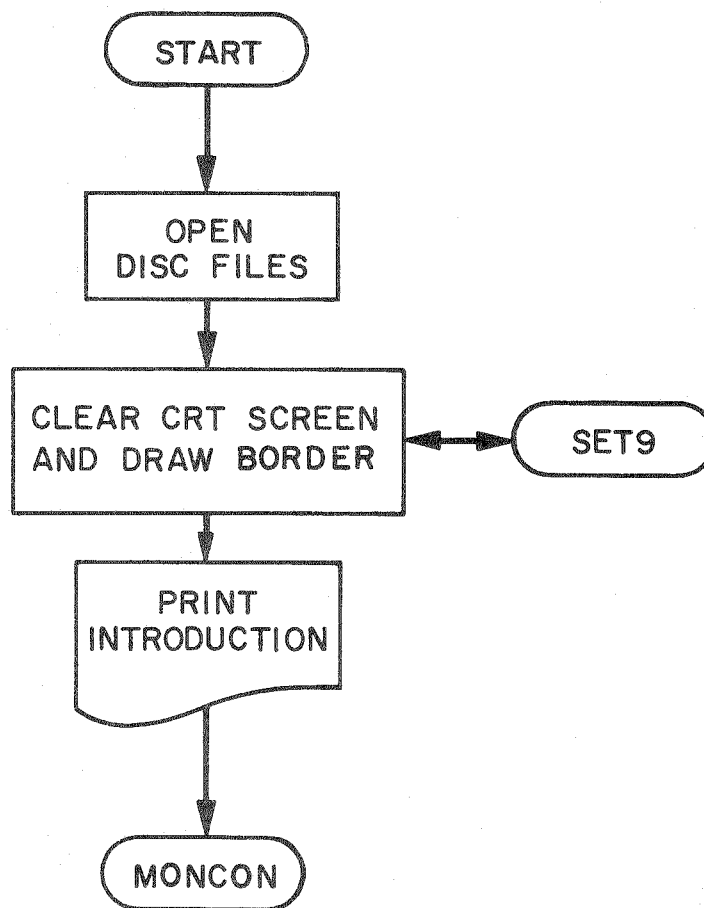 START
OPEN
DISC FILES
CLEAR CRT SCREEN
AND DRAW BORDER
SET9
PRINT
INTRODUCTION
MONCON